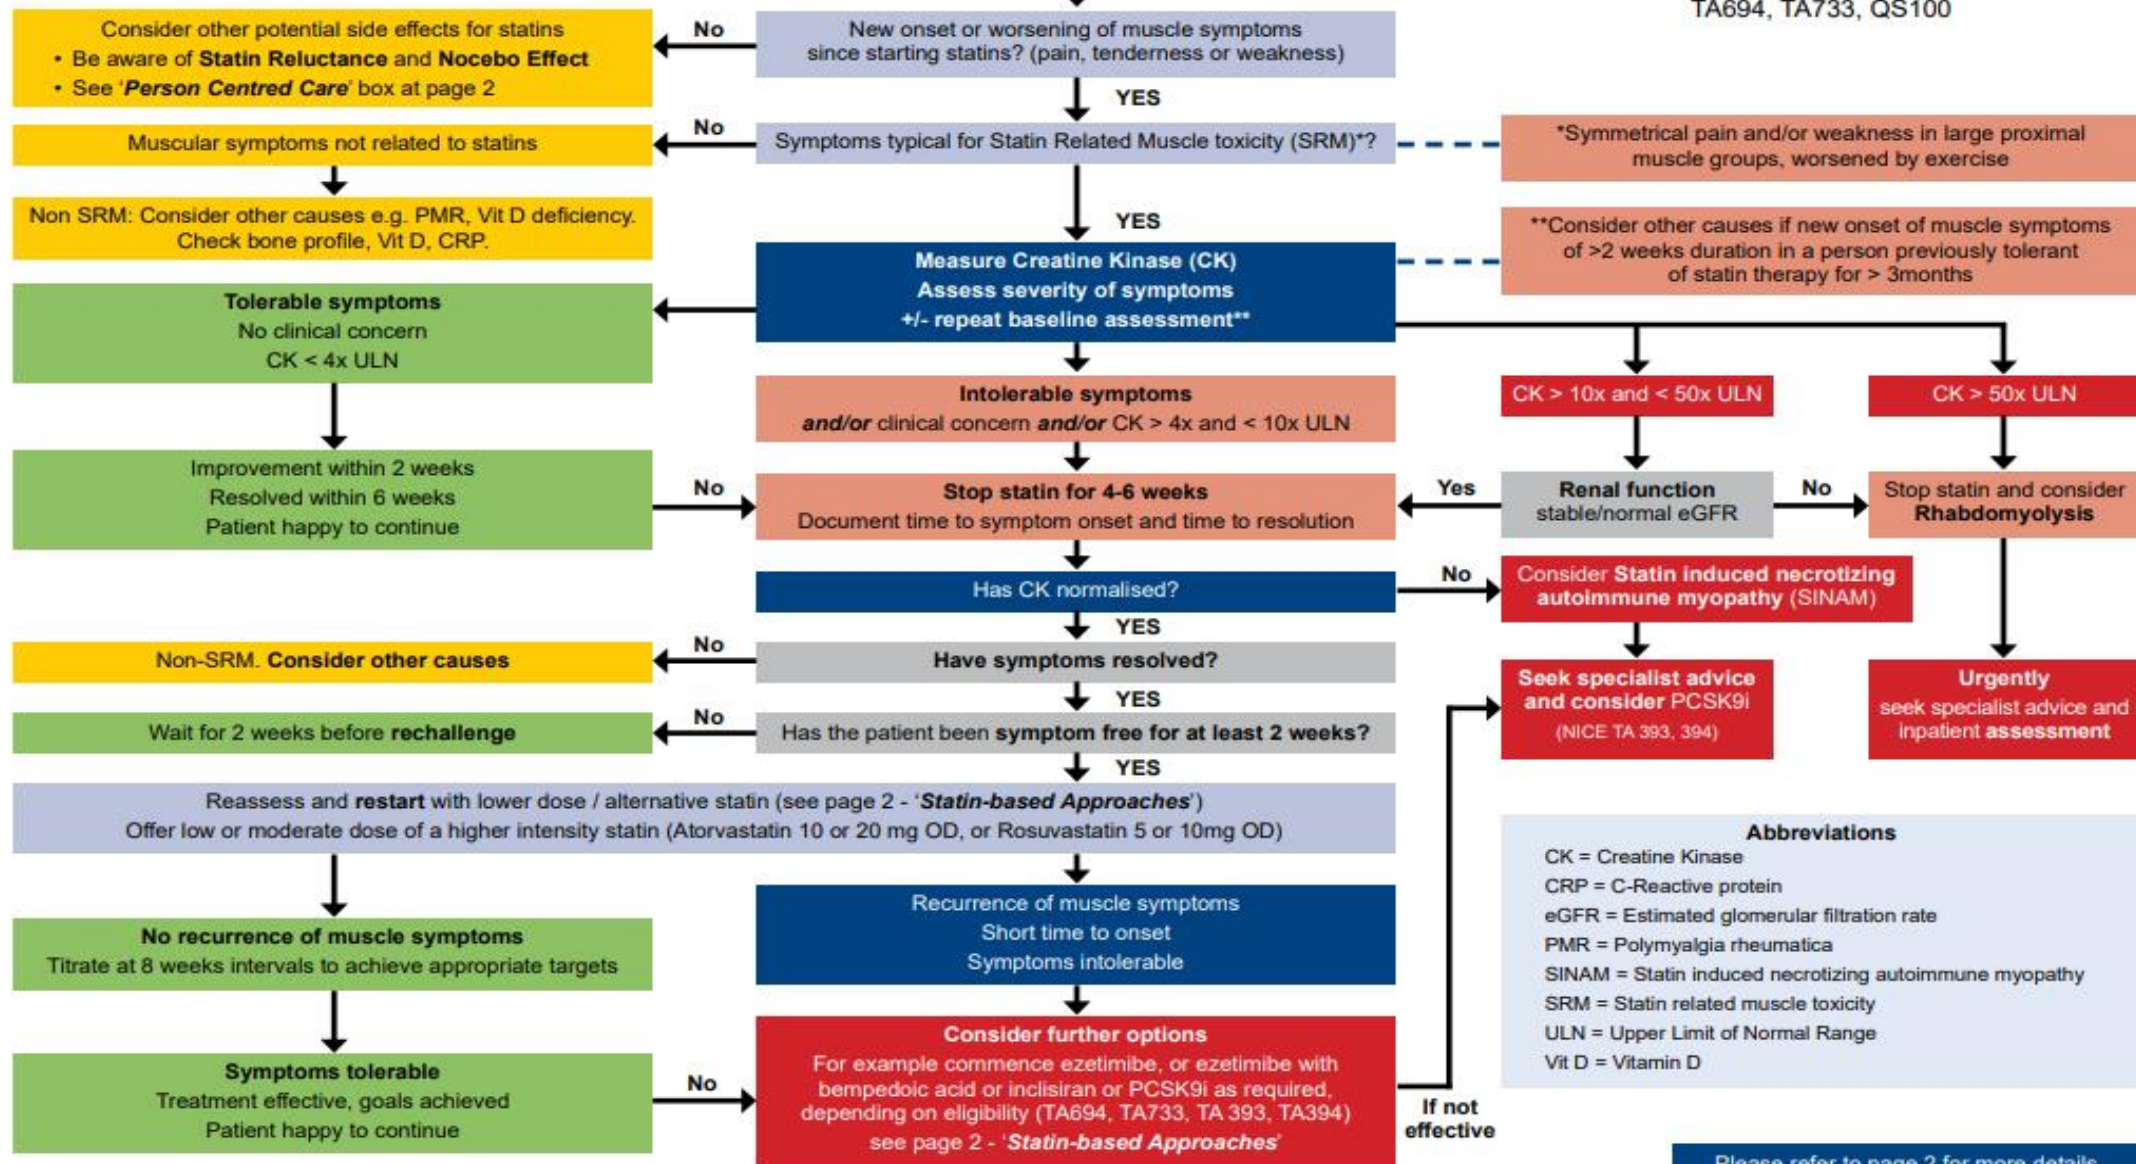 TA694, TA733, QS100
Consider other potential side effects for statins
• Be aware of Statin Reluctance and Nocebo Effect
• See ‘Person Centred Care’ box at page 2
No
New onset or worsening of muscle symptoms
since starting statins? (pain, tenderness or weakness)
YES
Muscular symptoms not related to statins
No
Symptoms typical for Statin Related Muscle toxicity (SRM)*?
*Symmetrical pain and/or weakness in large proximal
muscle groups, worsened by exercise
Non SRM: Consider other causes e.g. PMR, Vit D deficiency.
Check bone profile, Vit D, CRP.
YES
Measure Creatine Kinase (CK)
Assess severity of symptoms
+/- repeat baseline assessment**
**Consider other causes if new onset of muscle symptoms
of >2 weeks duration in a person previously tolerant
of statin therapy for > 3months
Tolerable symptoms
No clinical concern
CK < 4x ULN
Intolerable symptoms
and/or clinical concern and/or CK > 4x and < 10x ULN
CK > 10x and < 50x ULN
CK > 50x ULN
Improvement within 2 weeks
Resolved within 6 weeks
Patient happy to continue
No
Stop statin for 4-6 weeks
Document time to symptom onset and time to resolution
Yes
Renal function
stable/normal eGFR
No
Stop statin and consider
Rhabdomyolysis
Has CK normalised?
No
Consider Statin induced necrotizing
autoimmune myopathy (SINAM)
YES
Non-SRM. Consider other causes
No
Have symptoms resolved?
YES
Seek specialist advice
and consider PCSK9i
(NICE TA 393, 394)
Urgently
seek specialist advice and
inpatient assessment
Wait for 2 weeks before rechallenge
No
Has the patient been symptom free for at least 2 weeks?
YES
Reassess and restart with lower dose / alternative statin (see page 2 - ‘Statin-based Approaches’)
Offer low or moderate dose of a higher intensity statin (Atorvastatin 10 or 20 mg OD, or Rosuvastatin 5 or 10mg OD)
No recurrence of muscle symptoms
Titrate at 8 weeks intervals to achieve appropriate targets
Recurrence of muscle symptoms
Short time to onset
Symptoms intolerable
Symptoms tolerable
Treatment effective, goals achieved
Patient happy to continue
No
Consider further options
For example commence ezetimibe, or ezetimibe with
bempedoic acid or inclisiran or PCSK9i as required,
depending on eligibility (TA694, TA733, TA 393, TA394)
see page 2 - ‘Statin-based Approaches’
If not
effective
Abbreviations
CK = Creatine Kinase
CRP = C-Reactive protein
eGFR = Estimated glomerular filtration rate
PMR = Polymyalgia rheumatica
SINAM = Statin induced necrotizing autoimmune myopathy
SRM = Statin related muscle toxicity
ULN = Upper Limit of Normal Range
Vit D = Vitamin D
Please refer to page 2 for more details